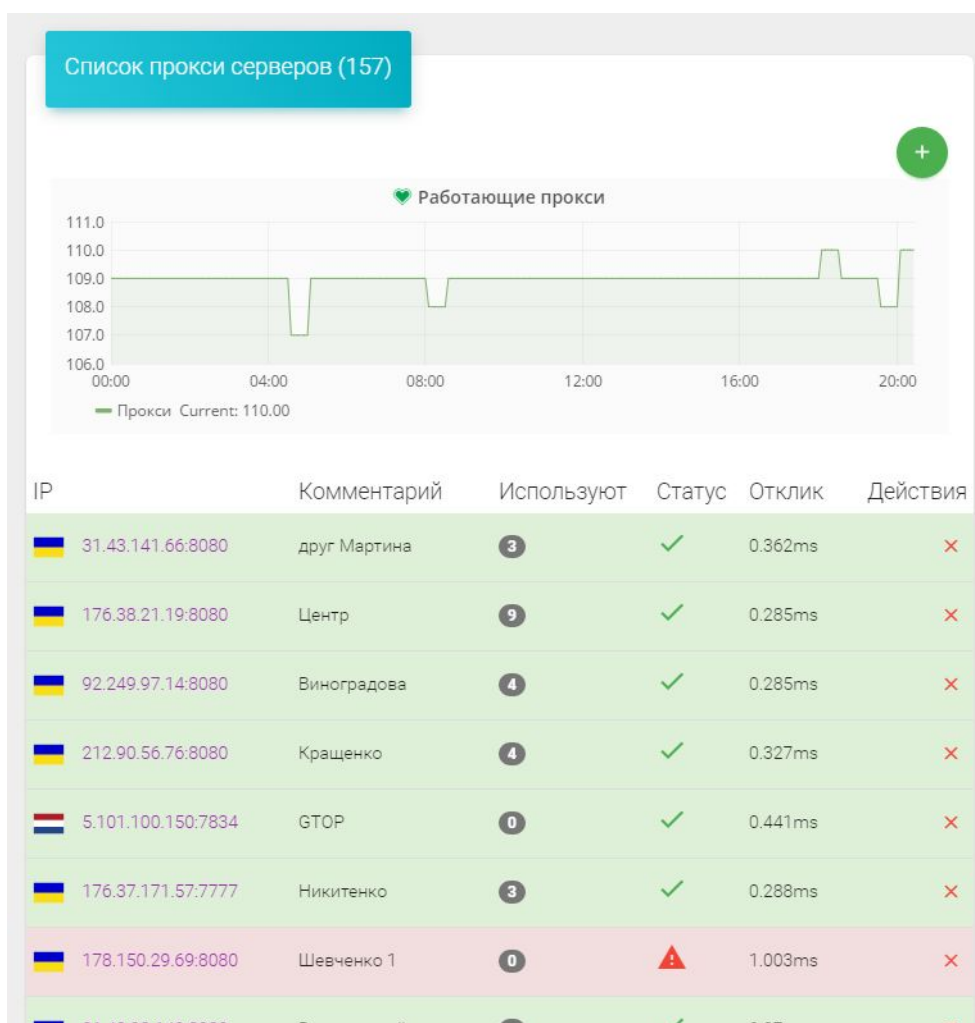 Список прокси серверов (157)
+
Работающие прокси
111.0
110.0
109.0
108.0
107.0
106.0
00:00 04:00 08:00 12:00 16:00 20:00
Прокси Current: 110.00
IP Комментарий Используют Статус Отклик Действия
31.43.141.66:8080 друг Мартина 3 0.362ms
176.38.21.19:8080 Центр 9 0.285ms
92.249.97.14:8080 Виноградова 4 0.285ms
212.90.56.76:8080 Кращенко 4 0.327ms
5.101.100.150:7834 GTOP 0 0.441ms
176.37.171.57:7777 Никитенко 3 0.288ms
178.150.29.69:8080 Шевченко 1 0 1.003ms